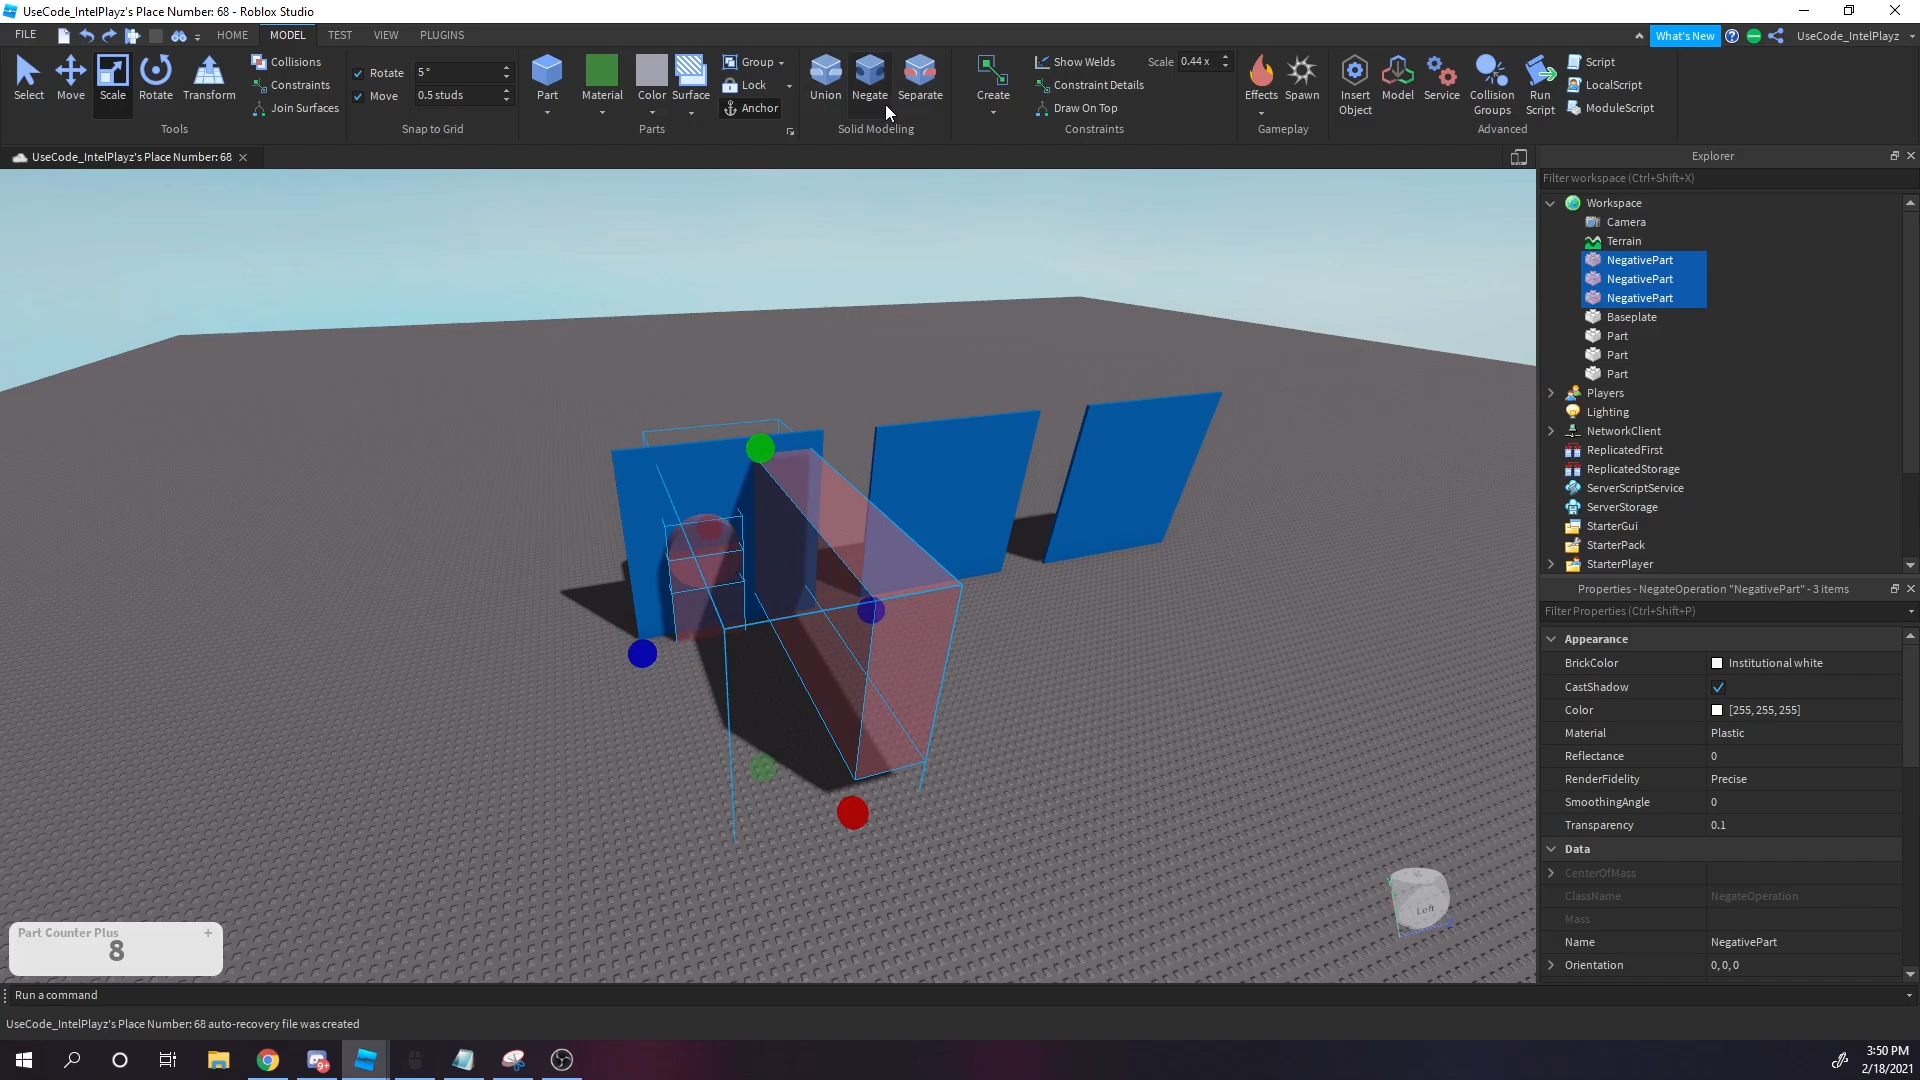 UseCode_IntelPlayz's Place Number: 68 - Roblox Studio
FILE HOME MODEL TEST VIEW PLUGINS What's New UseCode_IntelPlayz
Select Move Scale Rotate Transform
Collisions
Constraints
Join Surfaces
Tools
Rotate 5°
Move 0.5 studs
Snap to Grid
Part Material Color Surface
Group
Lock
Anchor
Parts
Union Negate Separate
Solid Modeling
Create
Show Welds
Constraint Details
Draw On Top
Scale 0.44 x
Constraints
Effects Spawn
Gameplay
Insert Object Model Service Collision Groups Run Script
Script
LocalScript
ModuleScript
Advanced
UseCode_IntelPlayz's Place Number: 68
Explorer
Filter workspace (Ctrl+Shift+X)
Workspace
Camera
Terrain
NegativePart
NegativePart
NegativePart
Baseplate
Part
Part
Part
Players
Lighting
NetworkClient
ReplicatedFirst
ReplicatedStorage
ServerScriptService
ServerStorage
StarterGui
StarterPack
StarterPlayer
Properties - NegateOperation "NegativePart" - 3 items
Filter Properties (Ctrl+Shift+P)
Appearance
BrickColor Institutional white
CastShadow
Color [255, 255, 255]
Material Plastic
Reflectance 0
RenderFidelity Precise
SmoothingAngle 0
Transparency 0.1
Data
CenterOfMass
ClassName NegateOperation
Mass
Name NegativePart
Orientation 0, 0, 0
Left
Part Counter Plus +
8
Run a command
UseCode_IntelPlayz's Place Number: 68 auto-recovery file was created
9+
3:50 PM
2/18/2021